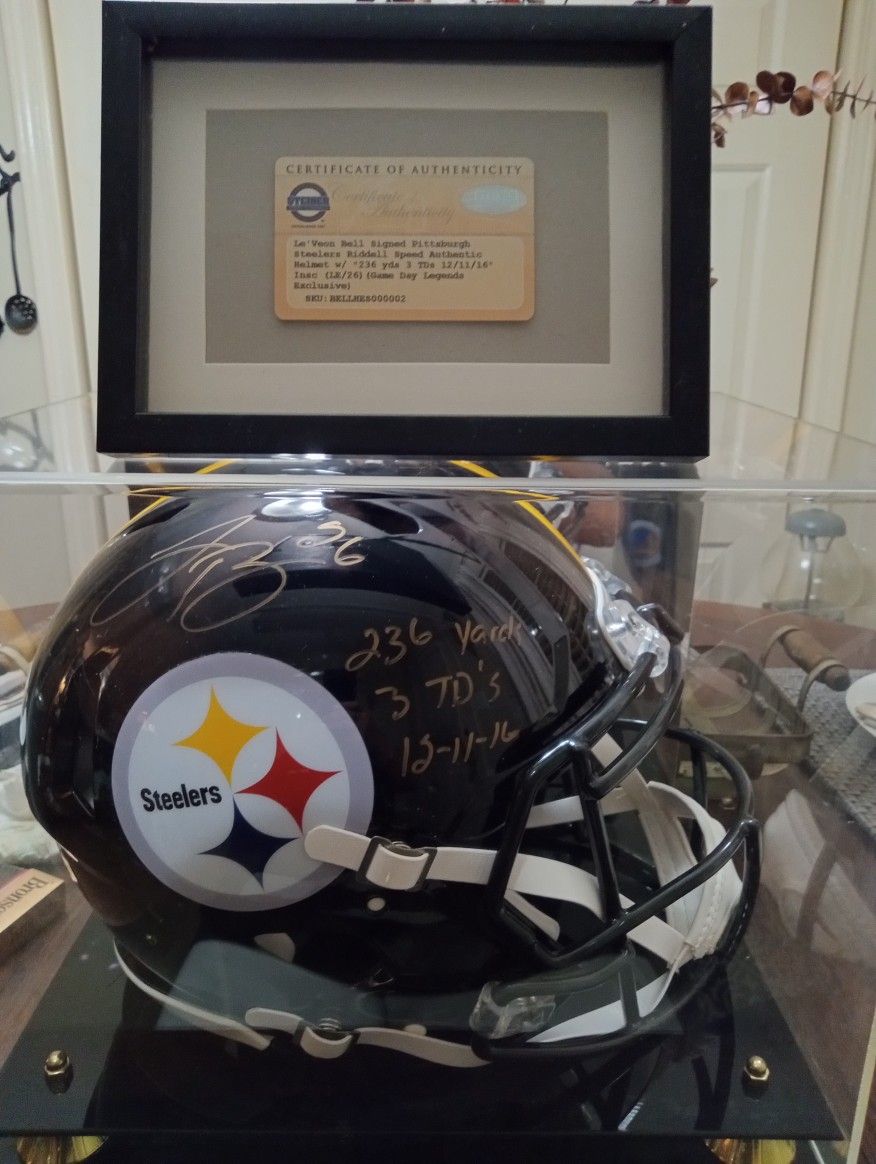 CERTIFICATE OF AUTHENTICITY
STEINER
Certificate of
Authenticity
Le'Veon Bell Signed Pittsburgh
Steelers Riddell Speed Authentic
Helmet w/ "236 yds 3 TDs 12/11/16"
Insc (LE/26)(Game Day Legends
Exclusive)
SKU: BELLHES000002
26
236 Yards
3 TD's
12-11-16
Steelers